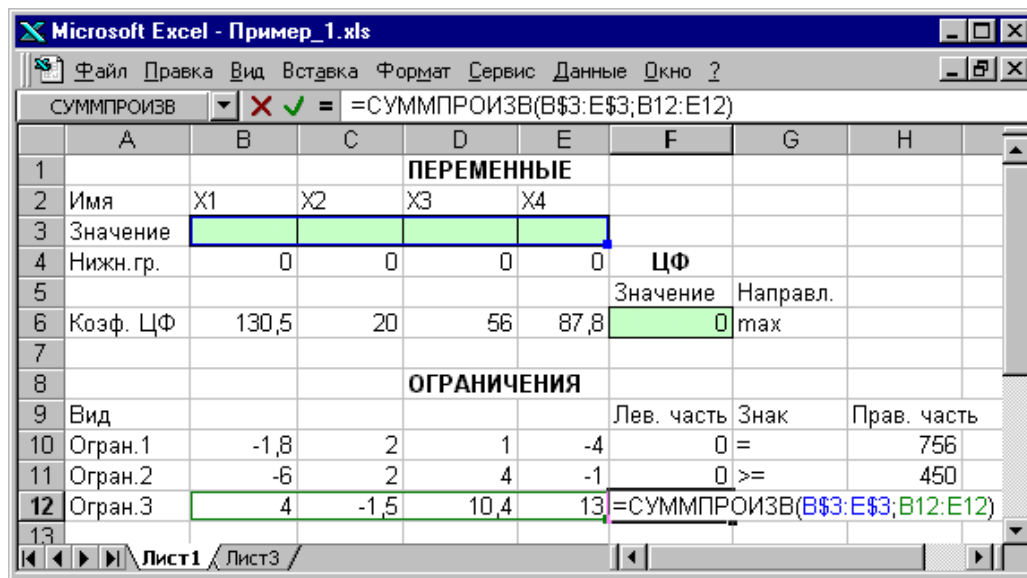 Microsoft Excel - Пример_1.xls
Файл Правка Вид Вставка Формат Сервис Данные Окно ?
СУММПРОИЗВ = =СУММПРОИЗВ(B$3:E$3;B12:E12)
A B C D E F G H
1 ПЕРЕМЕННЫЕ
2 Имя X1 X2 X3 X4
3 Значение
4 Нижн.гр. 0 0 0 0 ЦФ
5 Значение Направл.
6 Коэф. ЦФ 130,5 20 56 87,8 0 max
7
8 ОГРАНИЧЕНИЯ
9 Вид Лев. часть Знак Прав. часть
10 Огран.1 -1,8 2 1 -4 0 = 756
11 Огран.2 -6 2 4 -1 0 >= 450
12 Огран.3 4 -1,5 10,4 13 =СУММПРОИЗВ(B$3:E$3;B12:E12)
13
Лист1 Лист3